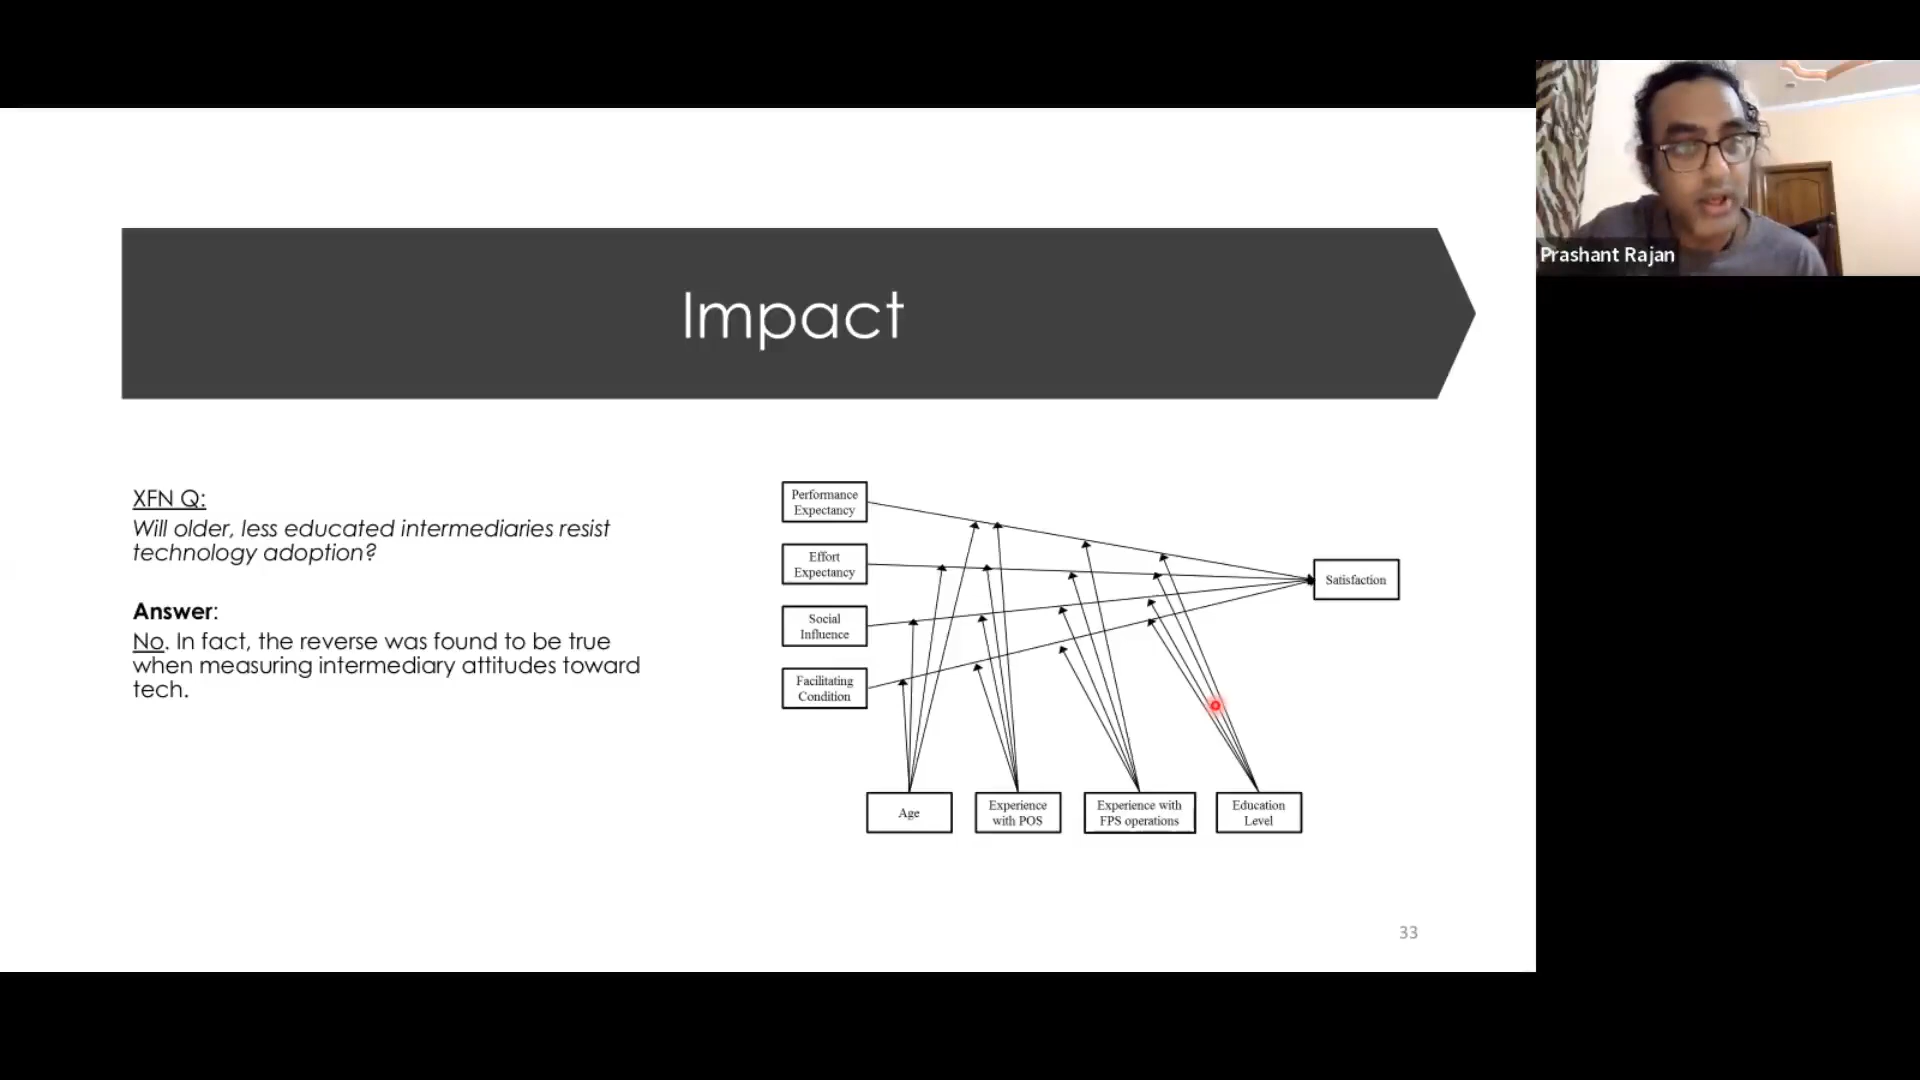 Prashant Rajan
Impact
XFN Q:
Will older, less educated intermediaries resist
technology adoption?
Answer:
No. In fact, the reverse was found to be true
when measuring intermediary attitudes toward
tech.
Performance
Expectancy
Effort
Expectancy
Social
Influence
Facilitating
Condition
Satisfaction
Age
Experience
with POS
Experience with
FPS operations
Education
Level
33